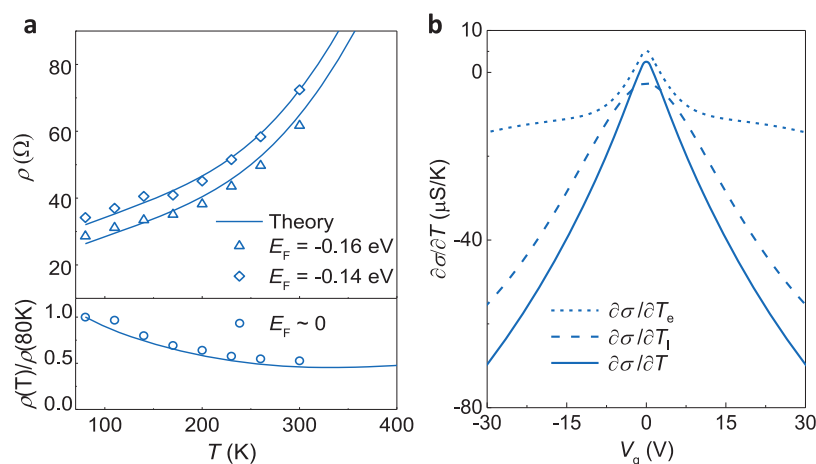 a
80
60
40
20
ρ (Ω)
Theory
E_F = -0.16 eV
E_F = -0.14 eV
1.0
0.5
0.0
ρ(T)/ρ(80K)
E_F ~ 0
100 200 300 400
T (K)
b
0
-40
-80
∂σ/∂T (μS/K)
∂σ/∂T_e
∂σ/∂T_l
∂σ/∂T
-30 -15 0 15 30
V_g (V)